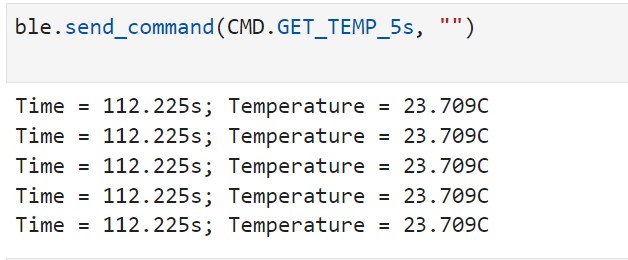 ble.send_command(CMD.GET_TEMP_5s, "")
Time = 112.225s; Temperature = 23.709C
Time = 112.225s; Temperature = 23.709C
Time = 112.225s; Temperature = 23.709C
Time = 112.225s; Temperature = 23.709C
Time = 112.225s; Temperature = 23.709C